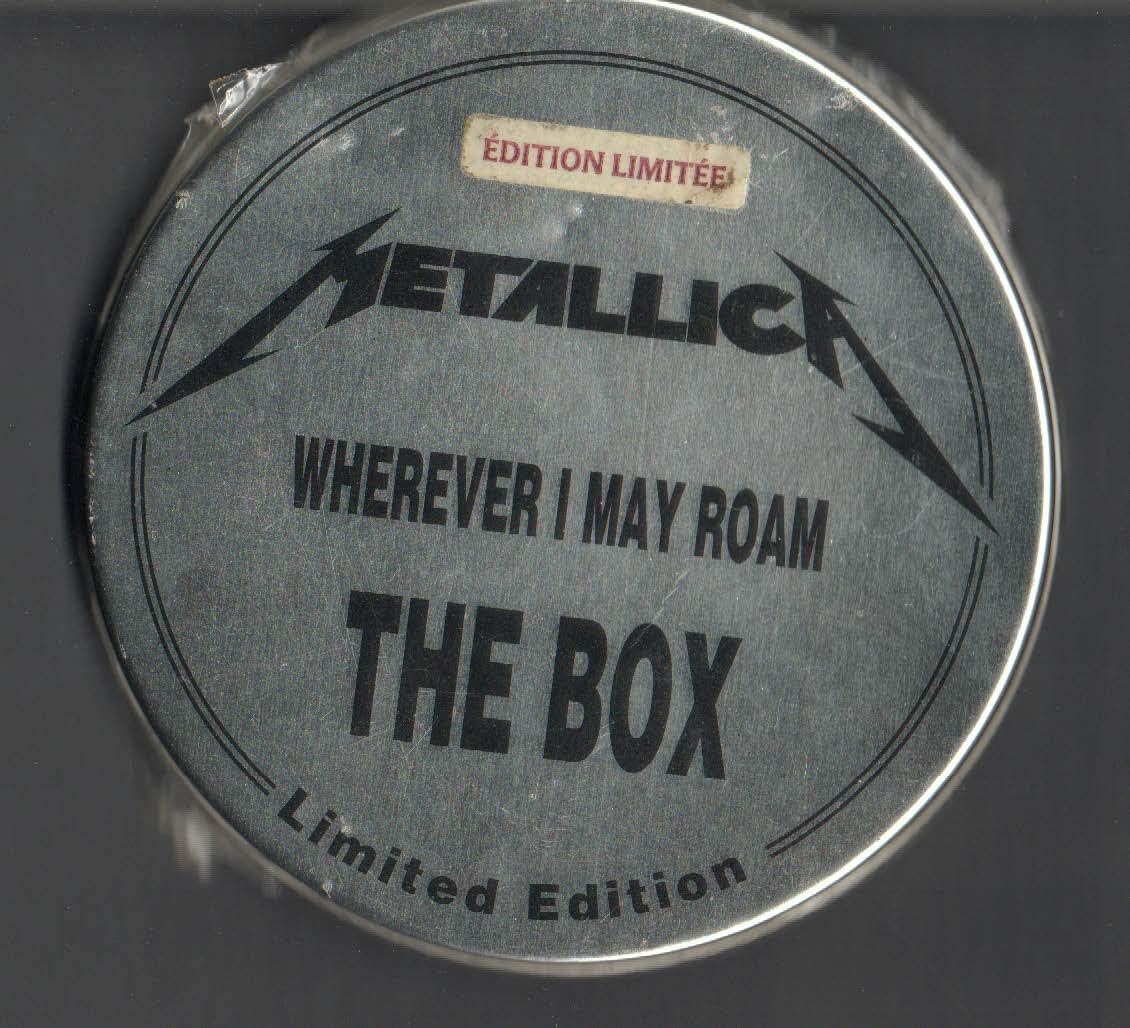 ÉDITION LIMITÉE
METALLICA
WHEREVER I MAY ROAM
THE BOX
Limited Edition